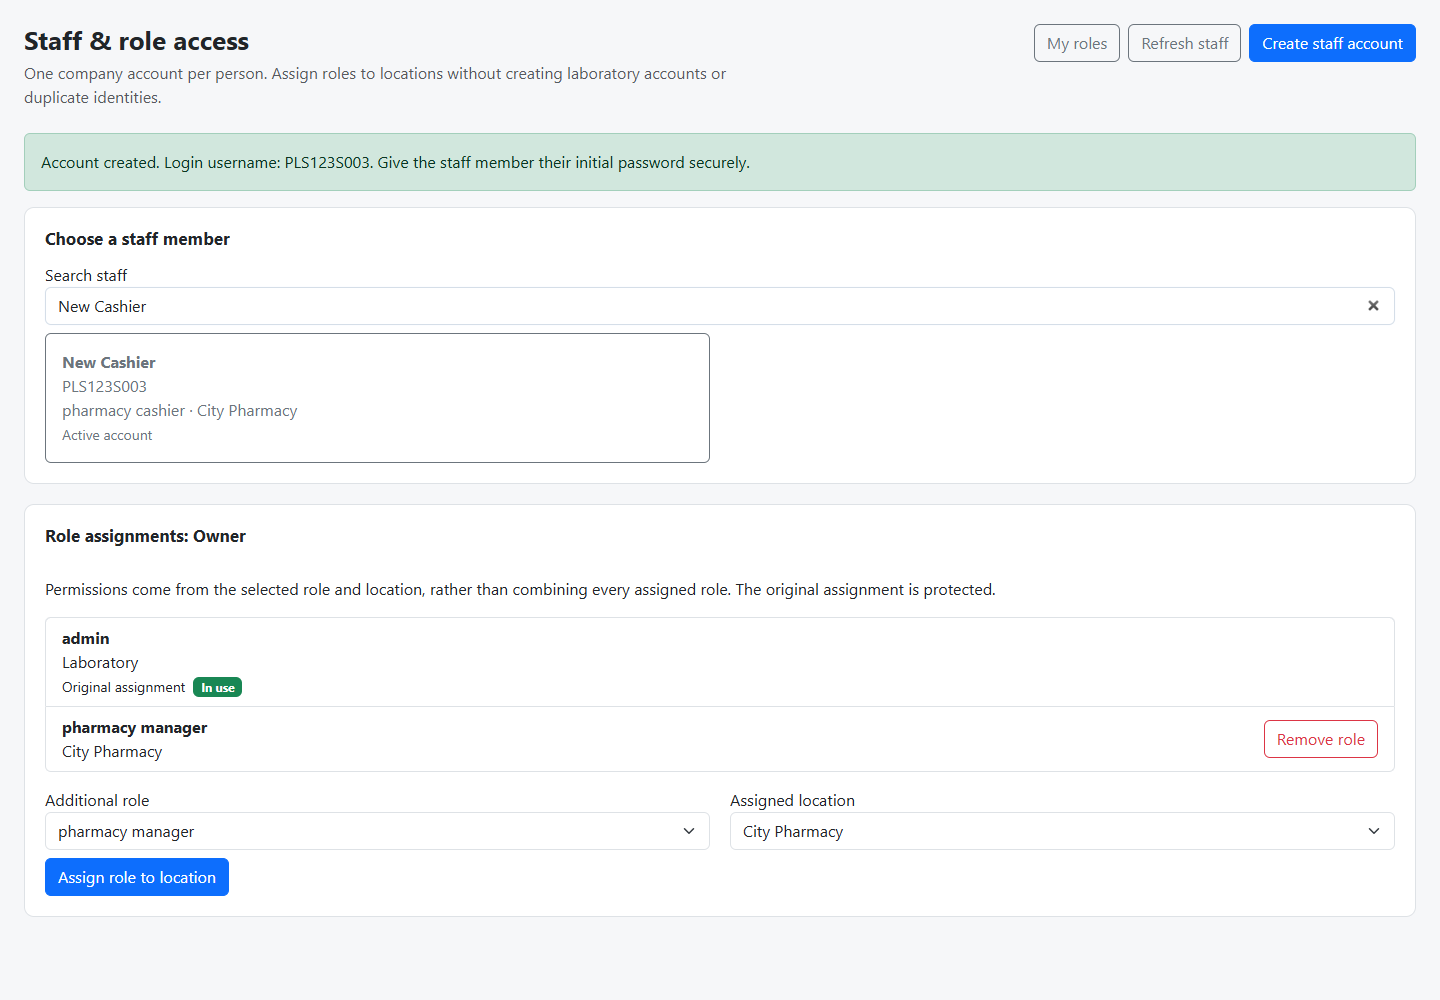 Staff & role access
My roles
Refresh staff
Create staff account
One company account per person. Assign roles to locations without creating laboratory accounts or
duplicate identities.
Account created. Login username: PLS123S003. Give the staff member their initial password securely.
Choose a staff member
Search staff
New Cashier
New Cashier
PLS123S003
pharmacy cashier · City Pharmacy
Active account
Role assignments: Owner
Permissions come from the selected role and location, rather than combining every assigned role. The original assignment is protected.
admin
Laboratory
Original assignment In use
pharmacy manager
City Pharmacy
Remove role
Additional role
pharmacy manager
Assigned location
City Pharmacy
Assign role to location